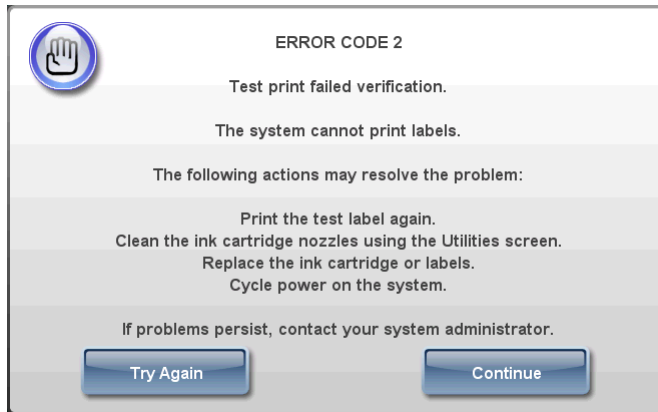 ERROR CODE 2
Test print failed verification.
The system cannot print labels.
The following actions may resolve the problem:
Print the test label again.
Clean the ink cartridge nozzles using the Utilities screen.
Replace the ink cartridge or labels.
Cycle power on the system.
If problems persist, contact your system administrator.
Try Again
Continue